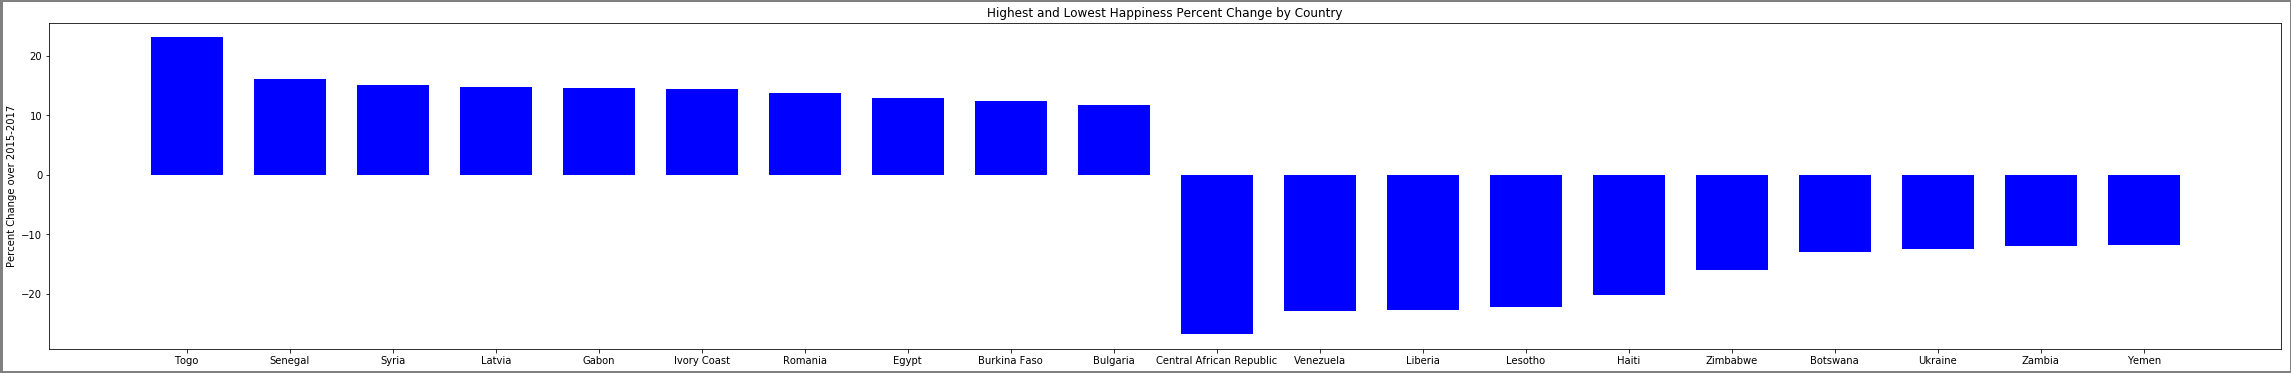 Highest and Lowest Happiness Percent Change by Country
Percent Change over 2015-2017
20
10
0
−10
−20
Togo Senegal Syria Latvia Gabon Ivory Coast Romania Egypt Burkina Faso Bulgaria Central African Republic Venezuela Liberia Lesotho Haiti Zimbabwe Botswana Ukraine Zambia Yemen